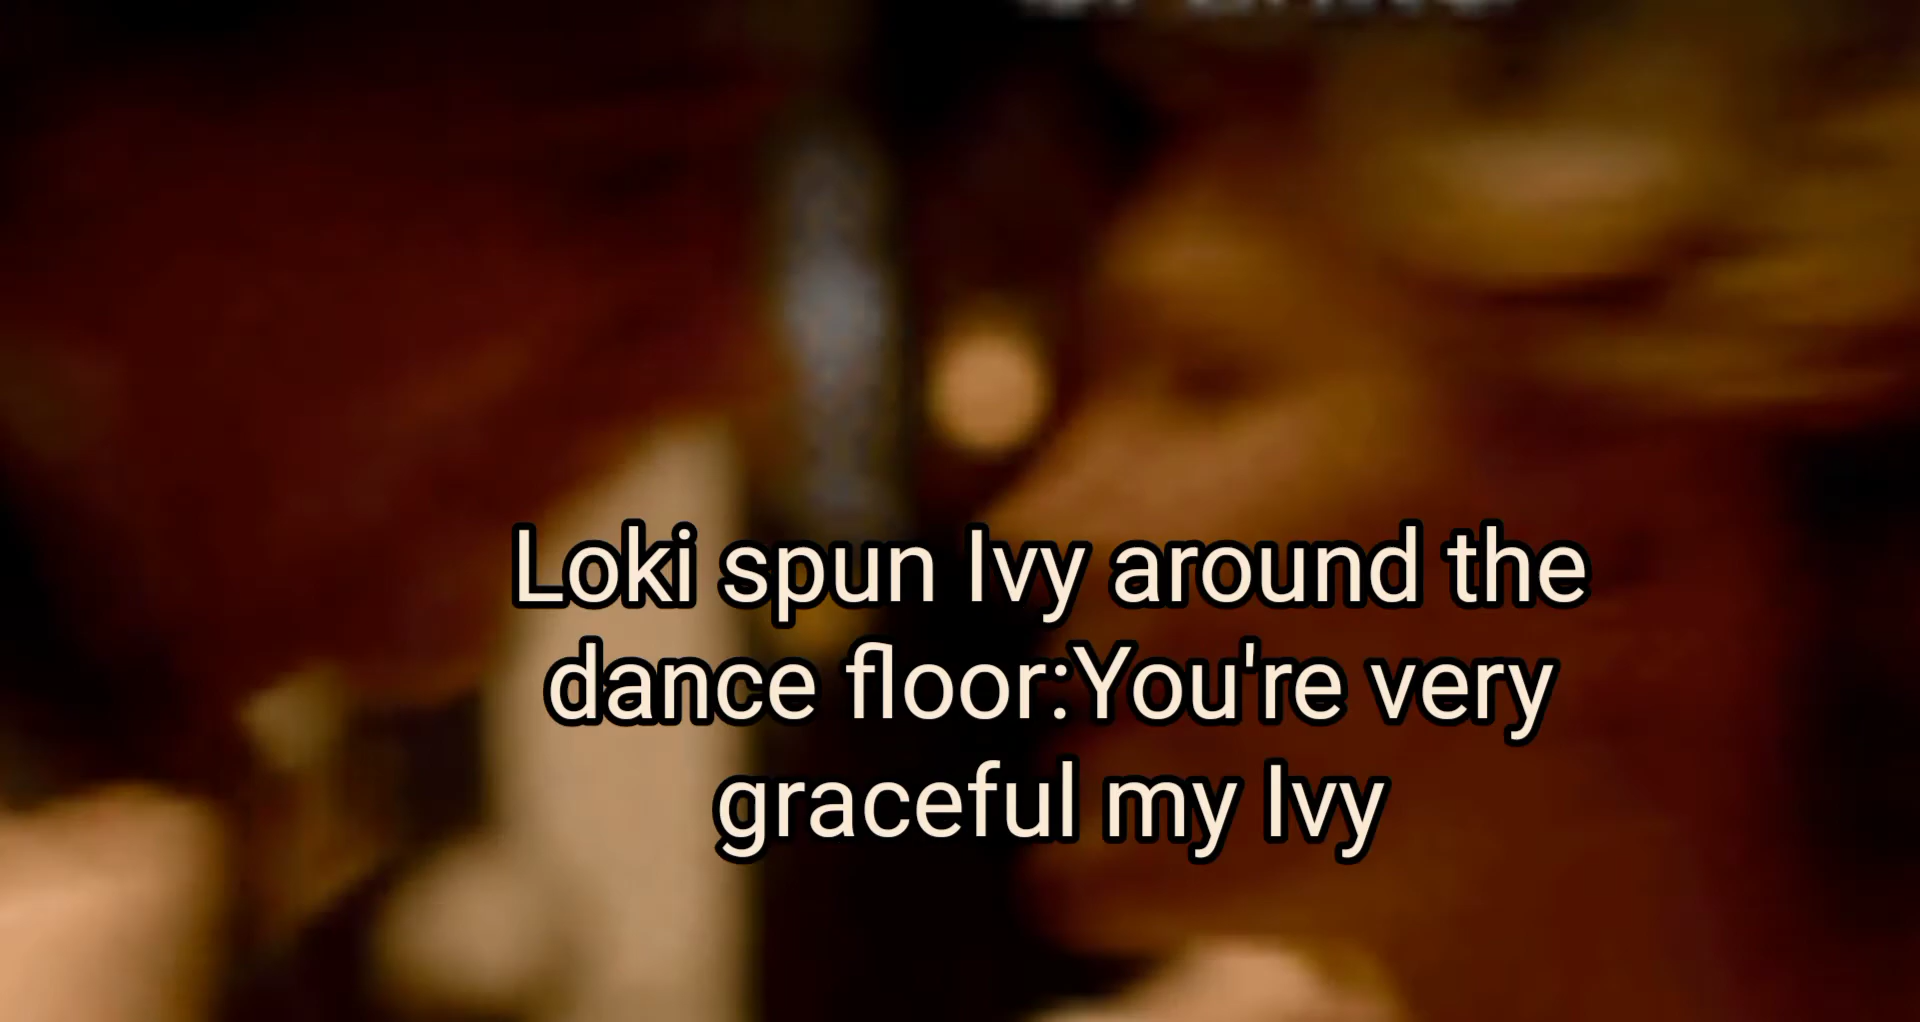 Loki spun Ivy around the
dance floor:You're very
graceful my Ivy